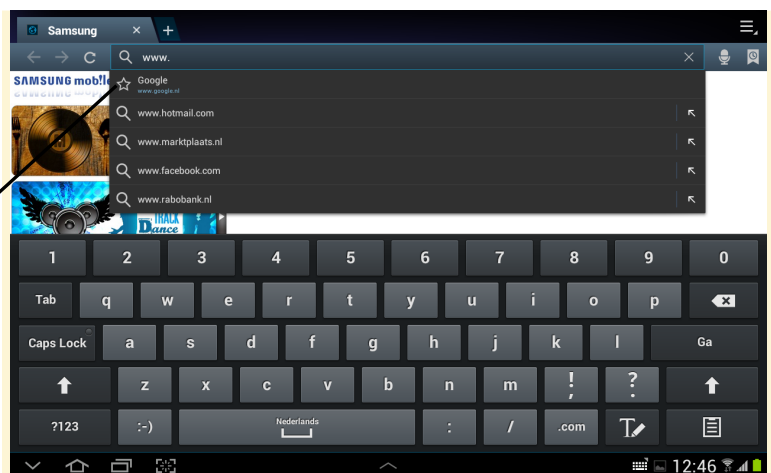 Samsung × +
www.
SAMSUNG mob!le
Google
www.google.nl
www.hotmail.com
www.marktplaats.nl
www.facebook.com
www.rabobank.nl
TRACK
Dance
1 2 3 4 5 6 7 8 9 0
Tab q w e r t y u i o p
Caps Lock a s d f g h j k l Ga
z x c v b n m ! , ? .
?123 :-) Nederlands : / .com T
12:46